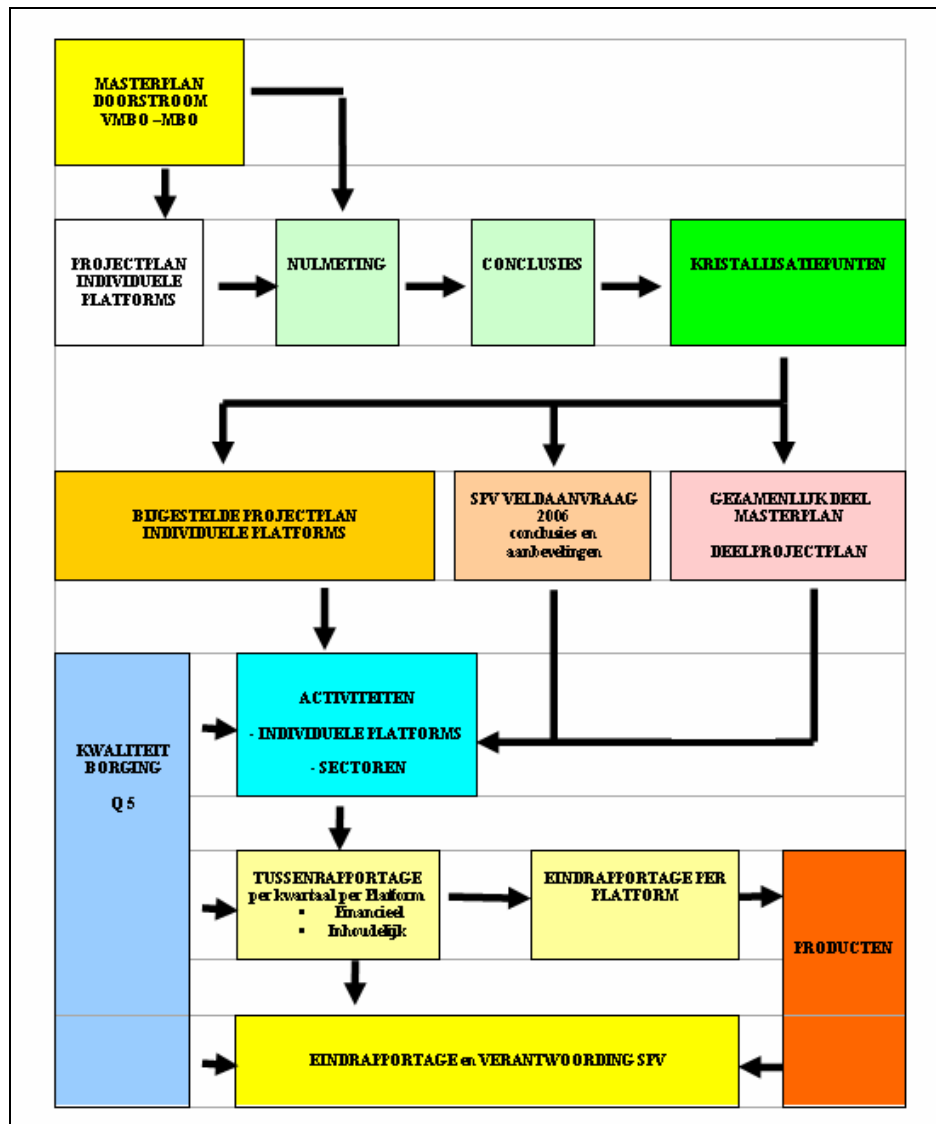 MASTERPLAN
DOORSTROOM
VMBO –MBO
PROJECTPLAN
INDIVIDUELE
PLATFORMS
NULMETING
CONCLUSIES
KRISTALLISATIEPUNTEN
BIJGESTELDE PROJECTPLAN
INDIVIDUELE PLATFORMS
SPV VELDAANVRAAG
2006
conclusies en
aanbevelingen
GEZAMENLIJK DEEL
MASTERPLAN
DEELPROJECTPLAN
KWALITEIT
BORGING
Q 5
ACTIVITEITEN
- INDIVIDUELE PLATFORMS
- SECTOREN
TUSSENRAPPORTAGE
per kwartaal per Platform
▪ Financieel
▪ Inhoudelijk
EINDRAPPORTAGE PER
PLATFORM
PRODUCTEN
EINDRAPPORTAGE en VERANTWOORDING SPV